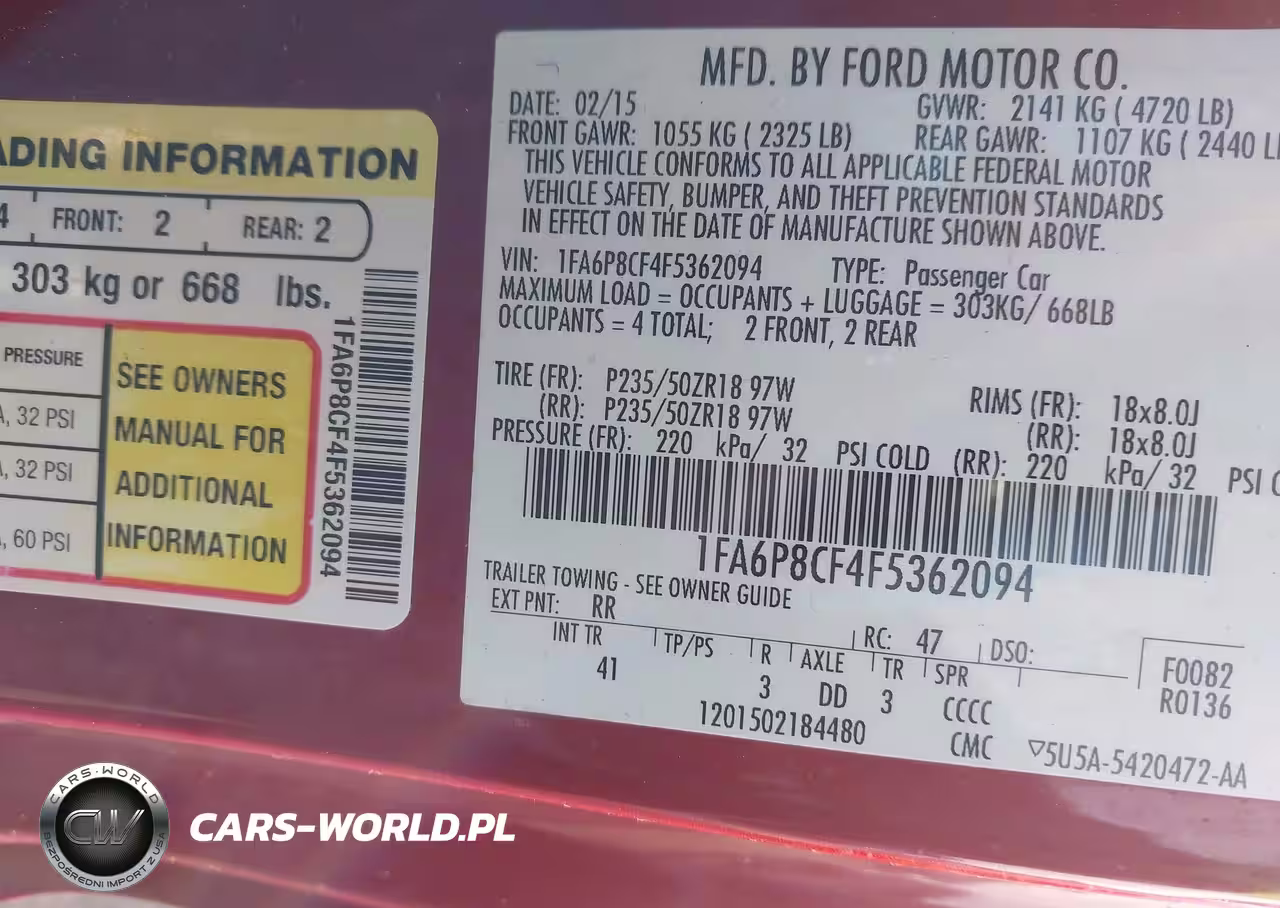 ADING INFORMATION
4 FRONT: 2 REAR: 2
303 kg or 668 lbs.
PRESSURE
A, 32 PSI
A, 32 PSI
, 60 PSI
SEE OWNERS
MANUAL FOR
ADDITIONAL
INFORMATION
1FA6P8CF4F5362094
MFD. BY FORD MOTOR CO.
DATE: 02/15 GVWR: 2141 KG ( 4720 LB)
FRONT GAWR: 1055 KG ( 2325 LB) REAR GAWR: 1107 KG ( 2440 L
THIS VEHICLE CONFORMS TO ALL APPLICABLE FEDERAL MOTOR
VEHICLE SAFETY, BUMPER, AND THEFT PREVENTION STANDARDS
IN EFFECT ON THE DATE OF MANUFACTURE SHOWN ABOVE.
VIN: 1FA6P8CF4F5362094 TYPE: Passenger Car
MAXIMUM LOAD = OCCUPANTS + LUGGAGE = 303KG/ 668LB
OCCUPANTS = 4 TOTAL; 2 FRONT, 2 REAR
TIRE (FR): P235/50ZR18 97W RIMS (FR): 18x8.0J
(RR): P235/50ZR18 97W (RR): 18x8.0J
PRESSURE (FR): 220 kPa/ 32 PSI COLD (RR): 220 kPa/ 32 PSI C
1FA6P8CF4F5362094
TRAILER TOWING - SEE OWNER GUIDE
EXT PNT: RR RC: 47 DSO:
INT TR TP/PS R AXLE TR SPR F0082
41 3 DD 3 CCCC R0136
1201502184480 CMC ▽5U5A-5420472-AA
CARS-WORLD
CW
BEZPOŚREDNI IMPORT Z USA
CARS-WORLD.PL